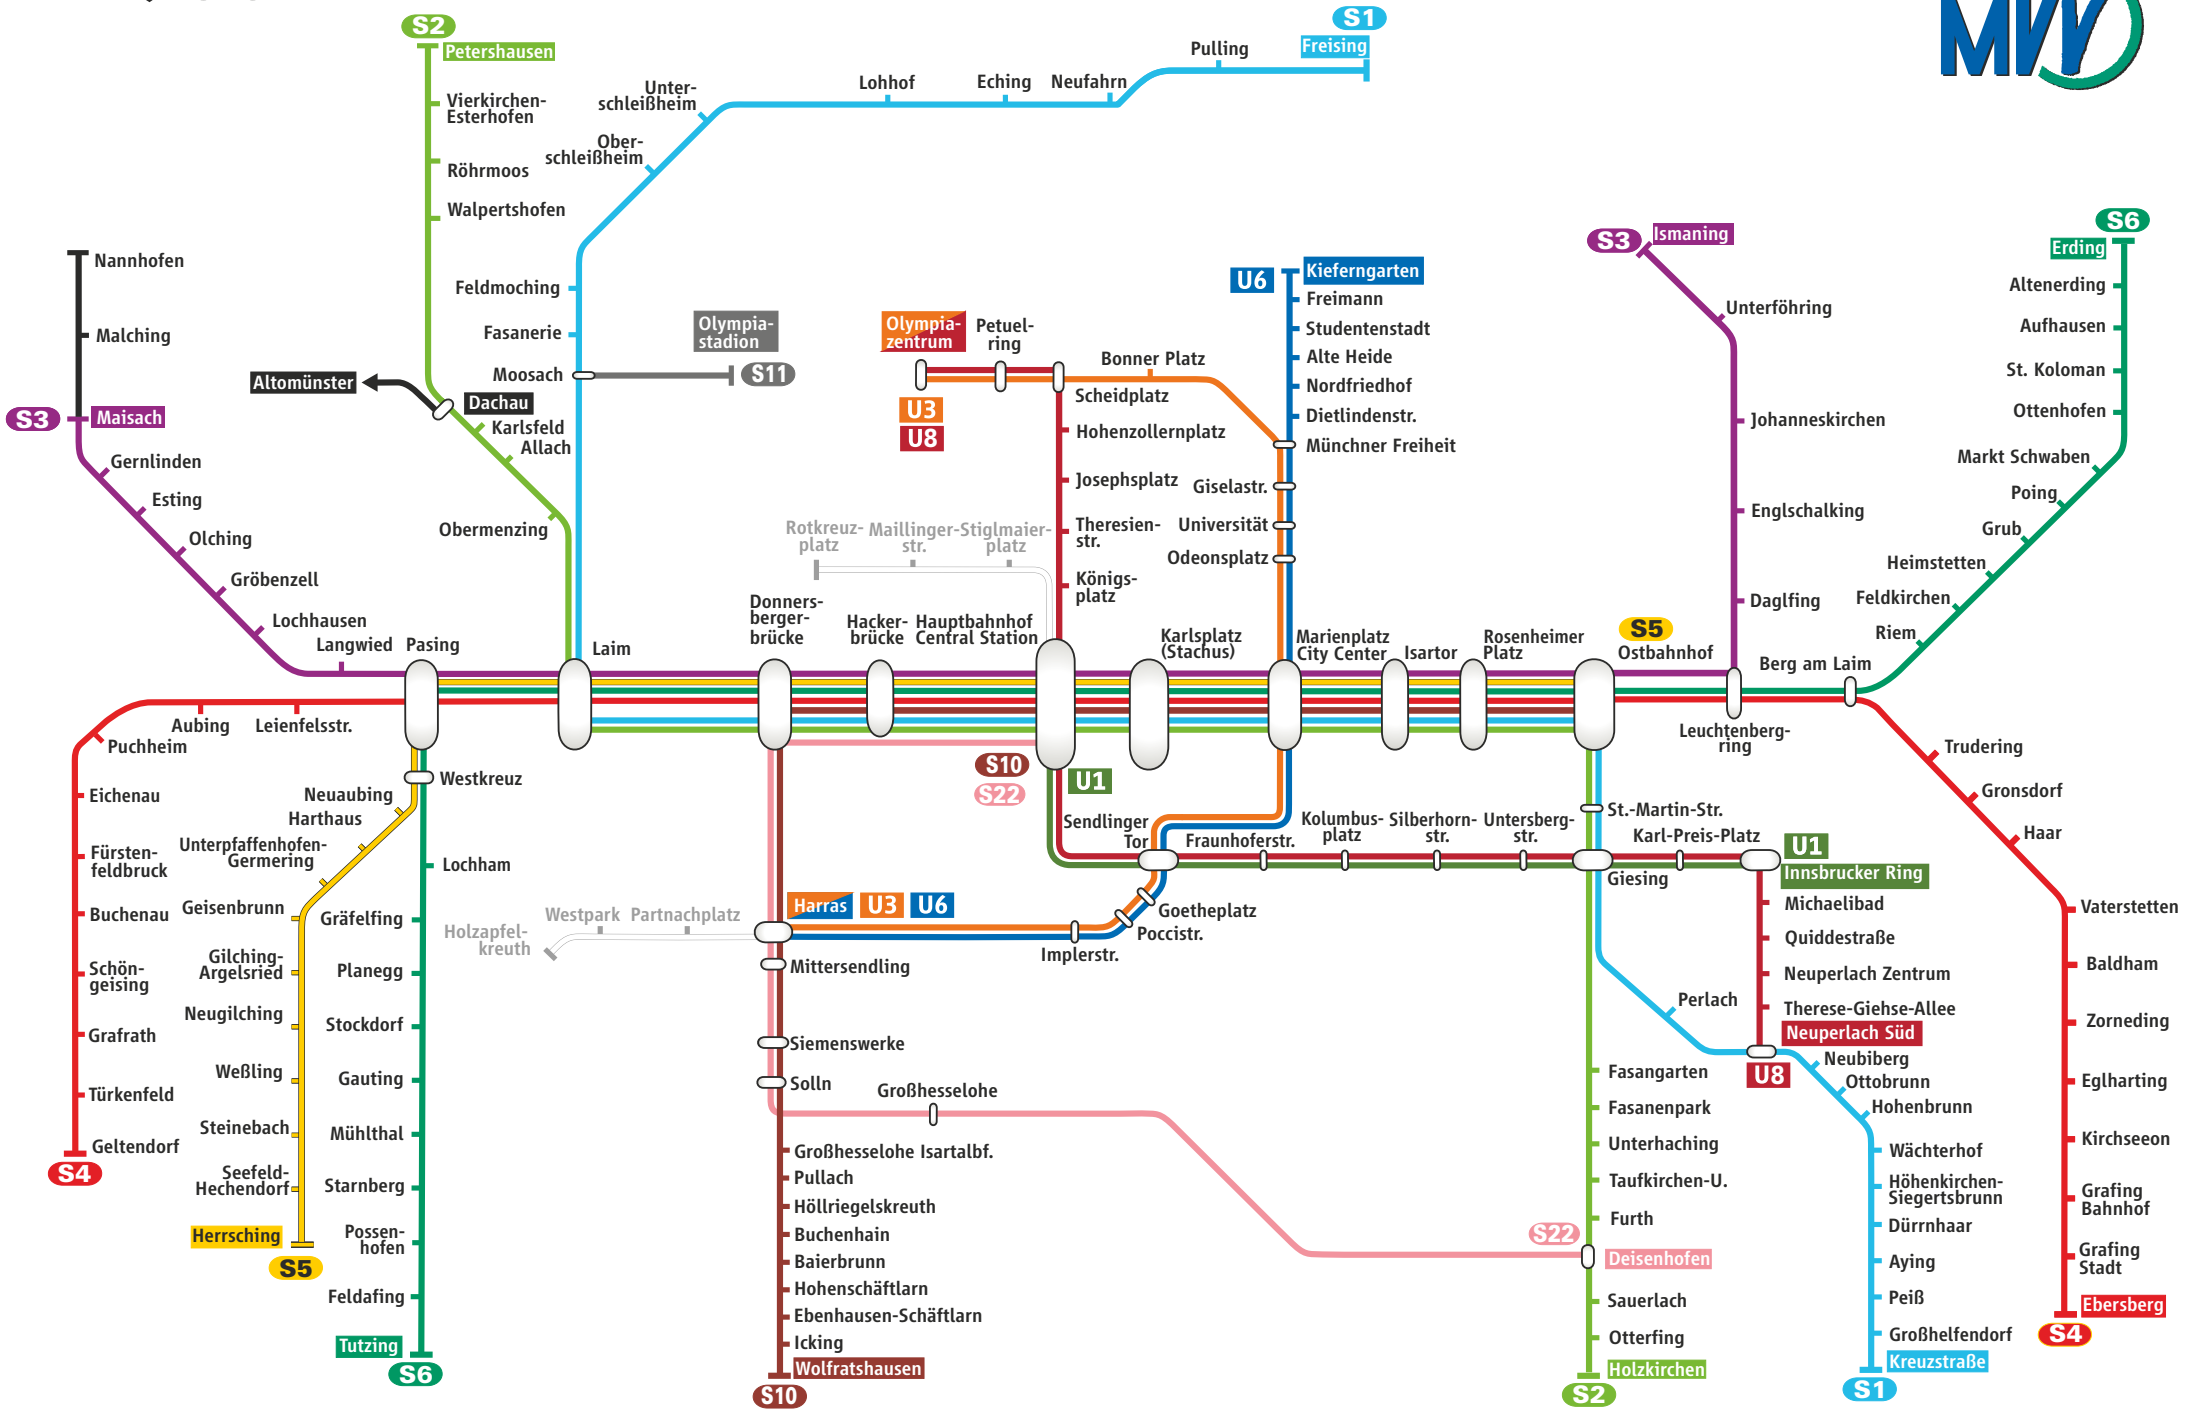 S2
Petershausen
Vierkirchen-
Esterhofen
Röhrmoos
Walpertshofen
S1
Freising
Pulling
Neufahrn
Eching
Lohhof
Unter-
schleißheim
Ober-
schleißheim
Feldmoching
Fasanerie
Moosach
Olympia-
stadion
S11
MVV
Nannhofen
Malching
S3
Maisach
Gernlinden
Esting
Olching
Gröbenzell
Lochhausen
Langwied
Altomünster
Dachau
Karlsfeld
Allach
Obermenzing
Olympia-
zentrum
Petuel-
ring
U3
U8
Scheidplatz
Bonner Platz
Hohenzollernplatz
Josephsplatz
Theresien-
str.
Königs-
platz
Rotkreuz-
platz
Maillinger-
str.
Stiglmaier-
platz
U6
Kieferngarten
Freimann
Studentenstadt
Alte Heide
Nordfriedhof
Dietlindenstr.
Münchner Freiheit
Giselastr.
Universität
Odeonsplatz
S3
Ismaning
Unterföhring
Johanneskirchen
Englschalking
Daglfing
S6
Erding
Altenerding
Aufhausen
St. Koloman
Ottenhofen
Markt Schwaben
Poing
Grub
Heimstetten
Feldkirchen
Riem
Berg am Laim
Pasing
Laim
Donners-
berger-
brücke
Hacker-
brücke
Hauptbahnhof
Central Station
Karlsplatz
(Stachus)
Marienplatz
City Center
Isartor
Rosenheimer
Platz
S5
Ostbahnhof
Leuchtenberg-
ring
Aubing
Leienfelsstr.
Puchheim
Eichenau
Fürsten-
feldbruck
Buchenau
Schön-
geising
Grafrath
Türkenfeld
Geltendorf
S4
Westkreuz
Neuaubing
Harthaus
Unterpfaffenhofen-
Germering
Geisenbrunn
Gilching-
Argelsried
Neugilching
Weßling
Steinebach
Seefeld-
Hechendorf
Herrsching
S5
Lochham
Gräfelfing
Planegg
Stockdorf
Gauting
Mühlthal
Starnberg
Possen-
hofen
Feldafing
Tutzing
S6
S10
S22
U1
Sendlinger
Tor
Fraunhoferstr.
Kolumbus-
platz
Silberhorn-
str.
Untersberg-
str.
St.-Martin-Str.
Karl-Preis-Platz
Giesing
U1
Innsbrucker Ring
Michaelibad
Quiddestraße
Neuperlach Zentrum
Therese-Giehse-Allee
Neuperlach Süd
U8
Goetheplatz
Poccistr.
Implerstr.
Harras
U3
U6
Westpark
Partnachplatz
Holzapfel-
kreuth
Mittersendling
Siemenswerke
Solln
Großhesselohe
Großhesselohe Isartalbf.
Pullach
Höllriegelskreuth
Buchenhain
Baierbrunn
Hohenschäftlarn
Ebenhausen-Schäftlarn
Icking
Wolfratshausen
S10
Fasangarten
Fasanenpark
Unterhaching
Taufkirchen-U.
Furth
S22
Deisenhofen
Sauerlach
Otterfing
Holzkirchen
S2
Perlach
Neubiberg
Ottobrunn
Hohenbrunn
Wächterhof
Höhenkirchen-
Siegertsbrunn
Dürrnhaar
Aying
Peiß
Großhelfendorf
Kreuzstraße
S1
Trudering
Gronsdorf
Haar
Vaterstetten
Baldham
Zorneding
Eglharting
Kirchseeon
Grafing
Bahnhof
Grafing
Stadt
Ebersberg
S4